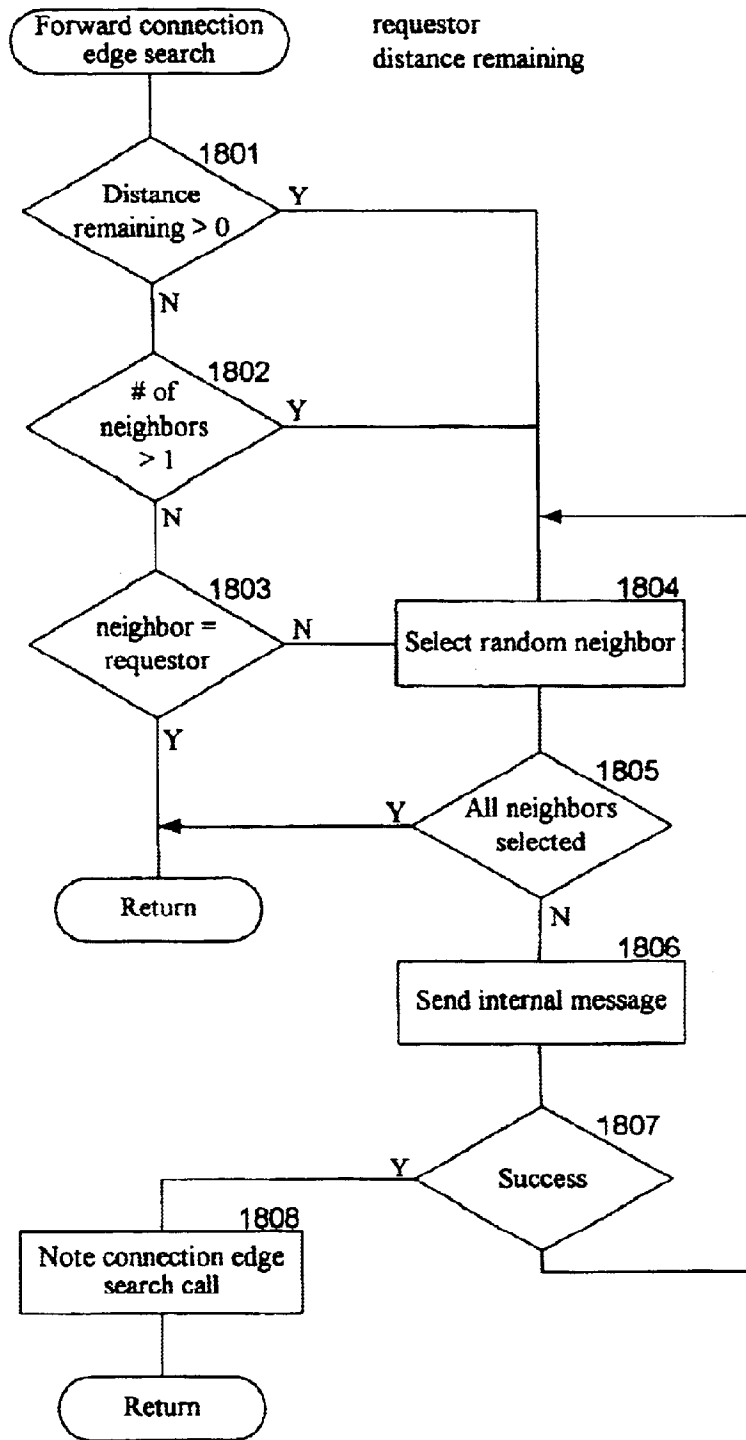 Forward connection
edge search
requestor
distance remaining
1801
Distance
remaining > 0
Y
N
1802
# of
neighbors
> 1
Y
N
1803
neighbor =
requestor
N
Y
1804
Select random neighbor
1805
All neighbors
selected
Y
N
Return
1806
Send internal message
1807
Success
Y
1808
Note connection edge
search call
Return